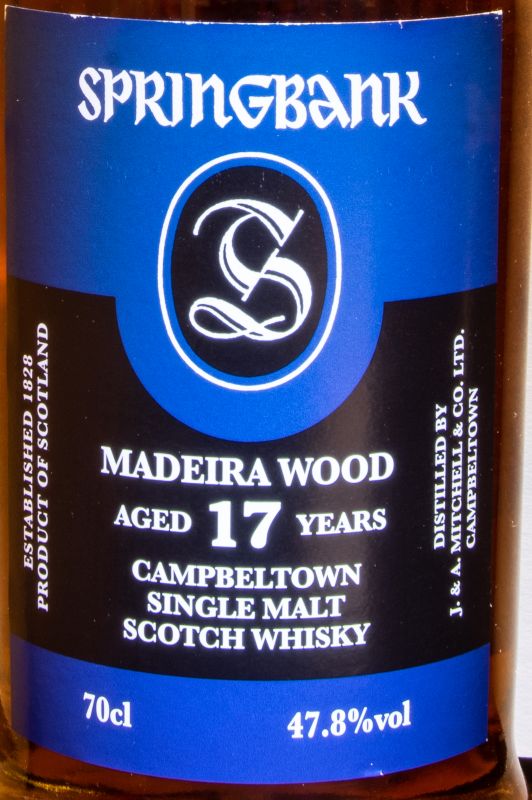 SPRINGBANK
S
ESTABLISHED 1828
PRODUCT OF SCOTLAND
MADEIRA WOOD
AGED 17 YEARS
CAMPBELTOWN
SINGLE MALT
SCOTCH WHISKY
DISTILLED BY
J. & A. MITCHELL & CO. LTD.
CAMPBELTOWN
70cl
47.8%vol